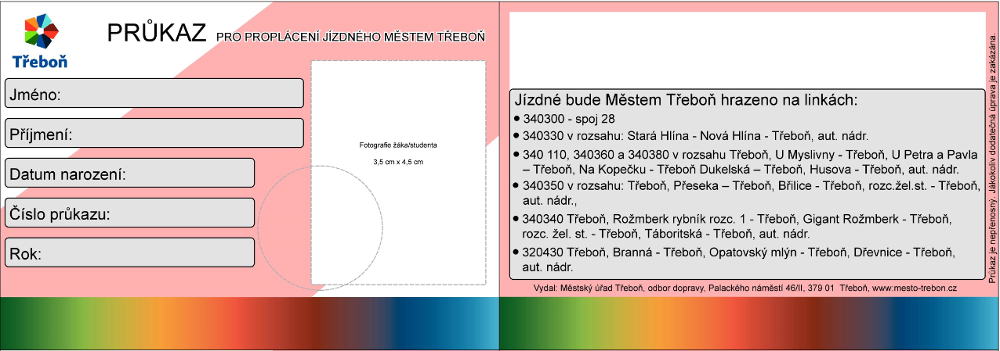 Třeboň
PRŮKAZ PRO PROPLÁCENÍ JÍZDNÉHO MĚSTEM TŘEBOŇ
Jméno:
Příjmení:
Datum narození:
Číslo průkazu:
Rok:
Fotografie žáka/studenta
3,5 cm x 4,5 cm
Jízdné bude Městem Třeboň hrazeno na linkách:
• 340300 - spoj 28
• 340330 v rozsahu: Stará Hlína - Nová Hlína - Třeboň, aut. nádr.
• 340 110, 340360 a 340380 v rozsahu Třeboň, U Myslivny - Třeboň, U Petra a Pavla
– Třeboň, Na Kopečku - Třeboň Dukelská – Třeboň, Husova - Třeboň, aut. nádr.
• 340350 v rozsahu: Třeboň, Přeseka – Třeboň, Břilice - Třeboň, rozc.žel.st. - Třeboň,
aut. nádr.,
• 340340 Třeboň, Rožmberk rybník rozc. 1 - Třeboň, Gigant Rožmberk - Třeboň,
rozc. žel. st. - Třeboň, Táboritská - Třeboň, aut. nádr.
• 320430 Třeboň, Branná - Třeboň, Opatovský mlýn - Třeboň, Dřevnice - Třeboň,
aut. nádr.
Vydal: Městský úřad Třeboň, odbor dopravy, Palackého náměstí 46/II, 379 01 Třeboň, www.mesto-trebon.cz
Průkaz je nepřenosný. Jákokoliv dodatečná úprava je zakázána.